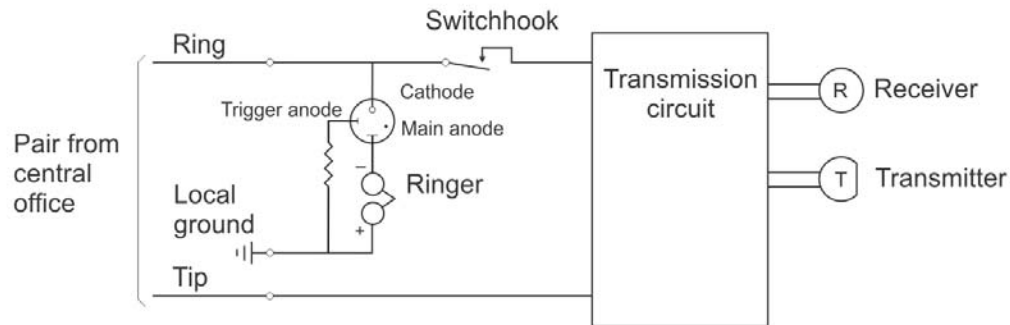 Switchhook
Ring
Transmission
circuit
R
Receiver
Cathode
Trigger anode
Main anode
Pair from
central
office
−
Ringer
T
Transmitter
Local
ground
+
Tip